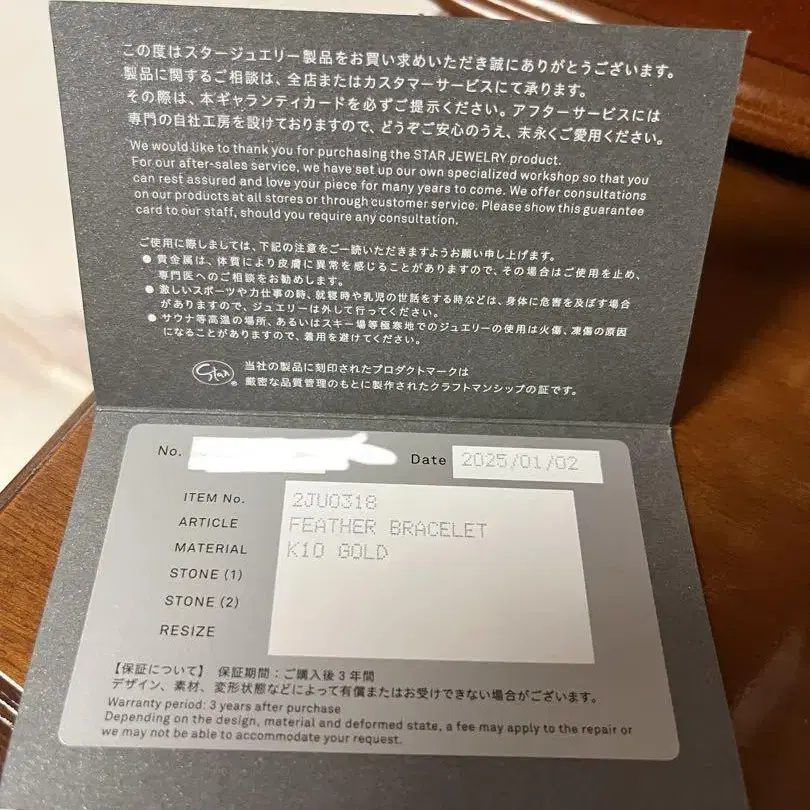 この度はスタージュエリー製品をお買い求めいただき誠にありがとうございます。
製品に関するご相談は、全店またはカスタマーサービスにて承ります。
その際は、本ギャランティカードを必ずご提示ください。アフターサービスには
専門の自社工房を設けておりますので、どうぞご安心のうえ、末永くご愛用ください。
We would like to thank you for purchasing the STAR JEWELRY product.
For our after-sales service, we have set up our own specialized workshop so that you
can rest assured and love your piece for many years to come. We offer consultations
on our products at all stores or through customer service. Please show this guarantee
card to our staff, should you require any consultation.
ご使用に際しましては、下記の注意をご一読いただきますようお願い申し上げます。
● 貴金属は、体質により皮膚に異常を感じることがありますので、その場合はご使用を止め、
専門医へのご相談をお勧めします。
● 激しいスポーツや力仕事の時、就寝時や乳児の世話をする時などは、身体に危害を及ぼす場合
がありますので、ジュエリーは外して行ってください。
● サウナ等高温の場所、あるいはスキー場等極寒地でのジュエリーの使用は火傷、凍傷の原因
になることがありますので、着用を避けてください。
Star ®
当社の製品に刻印されたプロダクトマークは
厳密な品質管理のもとに製作されたクラフトマンシップの証です。
No.
Date 2025/01/02
ITEM No. 2JU0318
ARTICLE FEATHER BRACELET
MATERIAL K10 GOLD
STONE (1)
STONE (2)
RESIZE
【保証について】 保証期間：ご購入後3年間
デザイン、素材、変形状態などによって有償またはお受けできない場合がございます。
Warranty period: 3 years after purchase
Depending on the design, material and deformed state, a fee may apply to the repair or
we may not be able to accommodate your request.